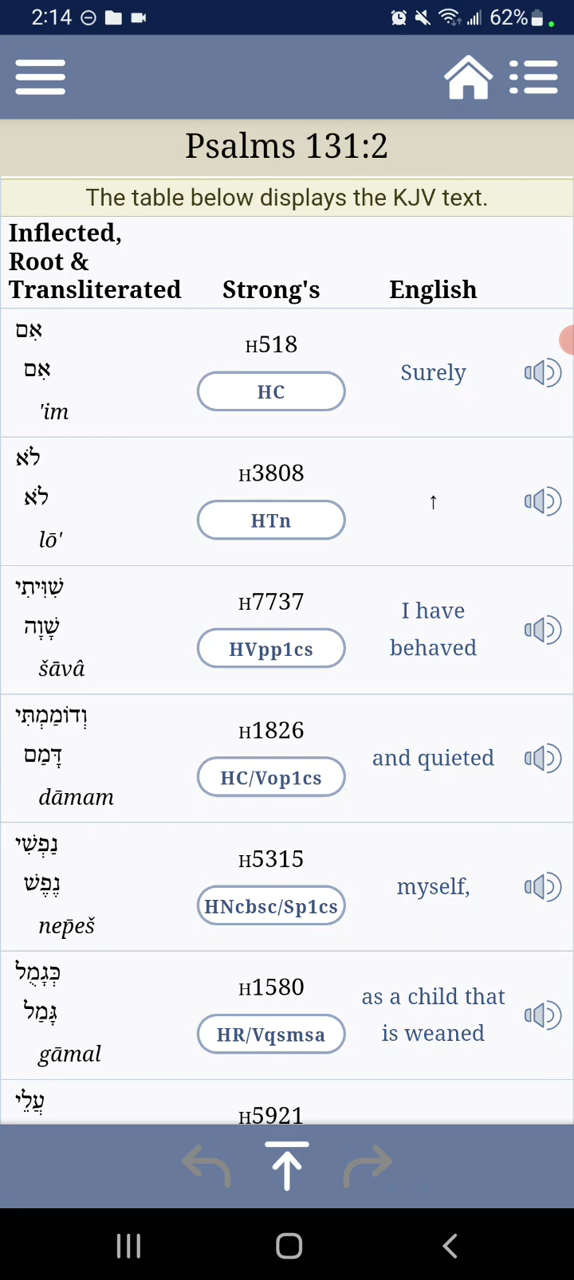 2:14 62%
Psalms 131:2
The table below displays the KJV text.
Inflected,
Root &
Transliterated Strong's English
אִם
אִם
'im
H518
HC
Surely
לֹא
לֹא
lō'
H3808
HTn
↑
שִׁוִּיתִי
שָׁוָה
šāvâ
H7737
HVpp1cs
I have
behaved
וְדוֹמַמְתִּי
דָּמַם
dāmam
H1826
HC/Vop1cs
and quieted
נַפְשִׁי
נֶפֶשׁ
nep̄eš
H5315
HNcbsc/Sp1cs
myself,
כְּגָמֻל
גָּמַל
gāmal
H1580
HR/Vqsmsa
as a child that
is weaned
עֲלֵי
H5921